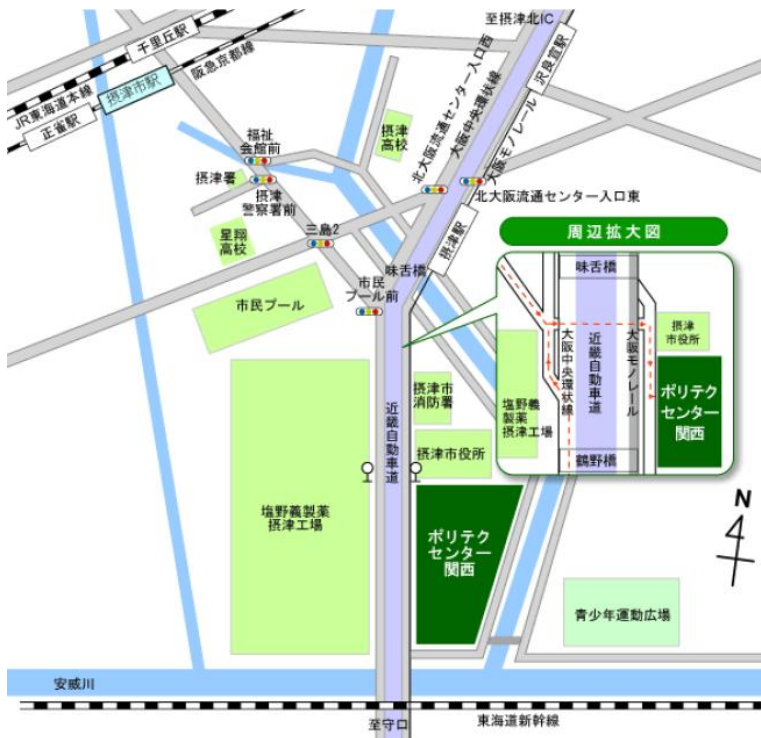 至摂津北IC
千里丘駅
沢良宜駅
摂津市駅
阪急京都線
JR東海道本線
正雀駅
北大阪流通センター入口西
大阪中央環状線
大阪モノレール
福祉
会館前
摂津
高校
摂津署
摂津
警察署前
北大阪流通センター入口東
星翔
高校
三島2
摂津駅
周辺拡大図
味舌橋
市民
プール前
市民プール
味舌橋
大阪中央環状線
近畿自動車道
大阪モノレール
摂津
市役所
塩野義
製薬
摂津工場
ポリテク
センター
関西
鶴野橋
摂津市
消防署
近畿自動車道
摂津市役所
塩野義製薬
摂津工場
ポリテク
センター
関西
N
青少年運動広場
安威川
至守口
東海道新幹線